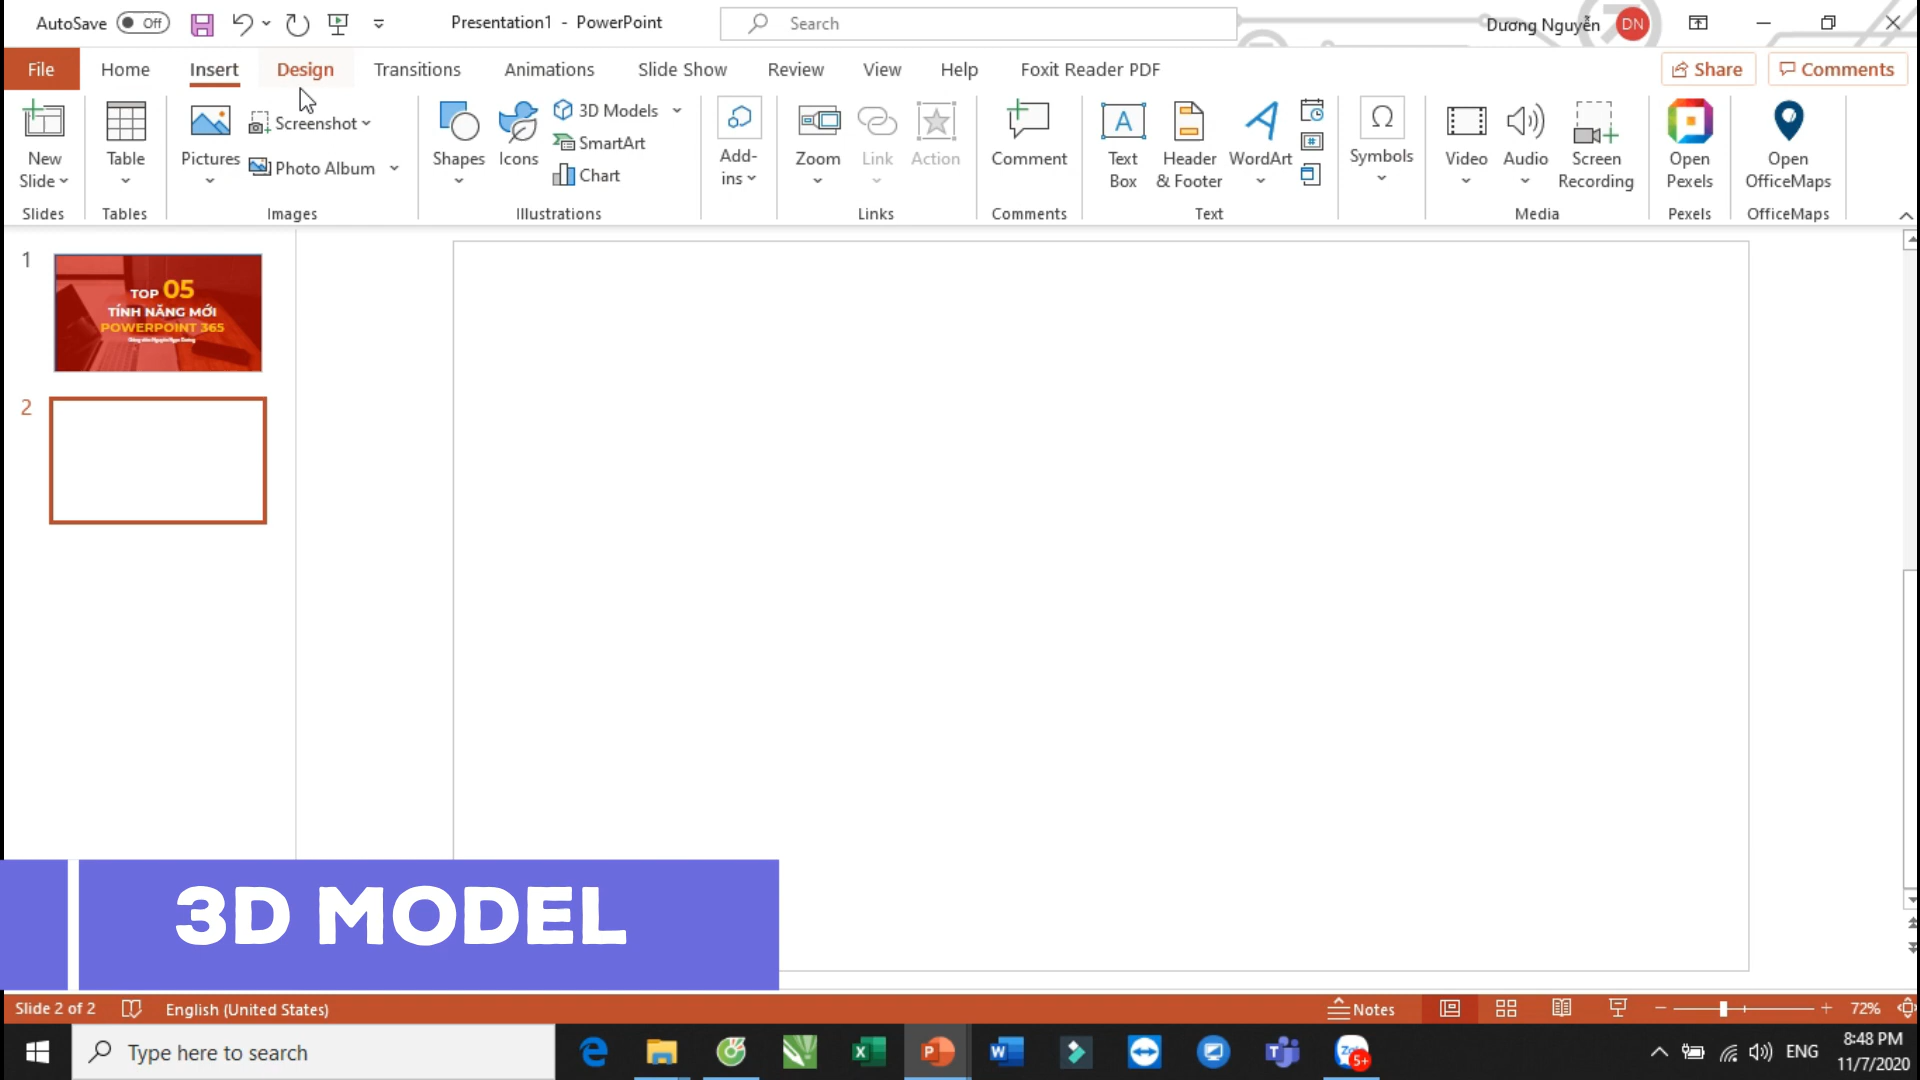 AutoSave Off Presentation1 - PowerPoint Search Dương Nguyễn DN
File Home Insert Design Transitions Animations Slide Show Review View Help Foxit Reader PDF Share Comments
New Slide
Table
Pictures
Screenshot
Photo Album
Shapes
Icons
3D Models
SmartArt
Chart
Add-ins
Zoom
Link
Action
Comment
Text Box
Header & Footer
WordArt
Symbols
Video
Audio
Screen Recording
Open Pexels
Open OfficeMaps
Slides Tables Images Illustrations Links Comments Text Media Pexels OfficeMaps
1
TOP 05
TÍNH NĂNG MỚI
POWERPOINT 365
2
3D MODEL
Slide 2 of 2 English (United States) Notes 72%
Type here to search
5+
ENG
8:48 PM
11/7/2020